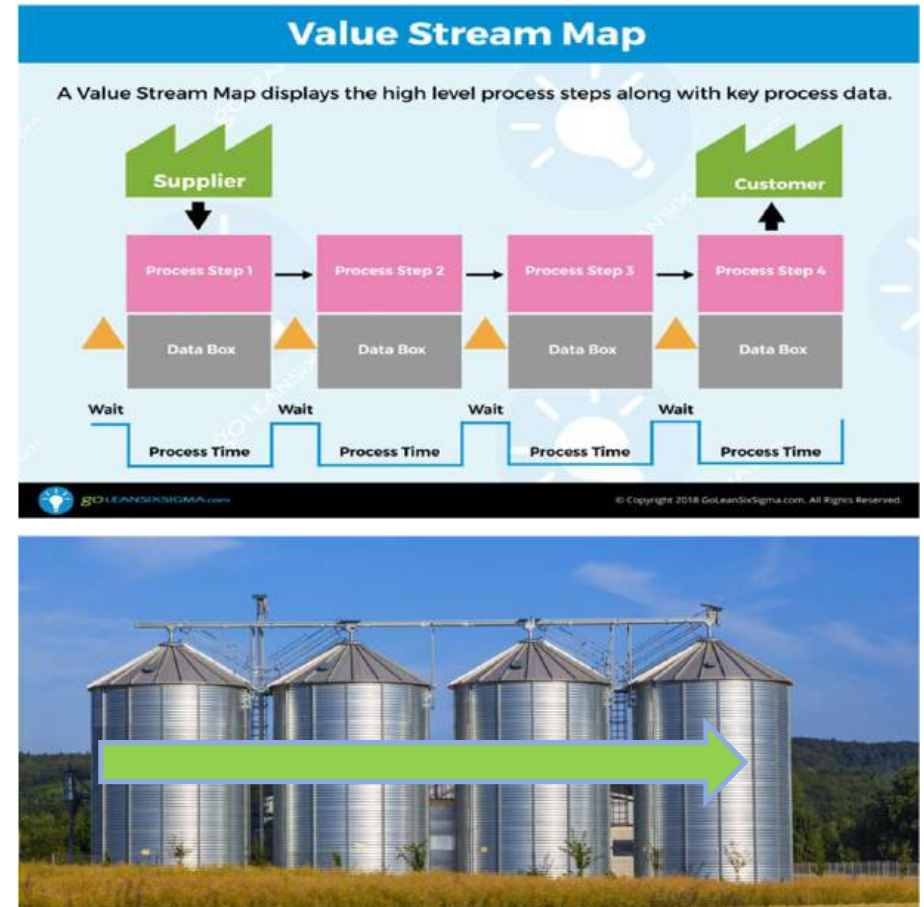 Value Stream Map
A Value Stream Map displays the high level process steps along with key process data.
Supplier
Customer
Process Step 1
Process Step 2
Process Step 3
Process Step 4
Data Box
Data Box
Data Box
Data Box
Wait
Wait
Wait
Wait
Process Time
Process Time
Process Time
Process Time
GOLEANSIXSIGMA.com
© Copyright 2018 GoLeanSixSigma.com. All Rights Reserved.